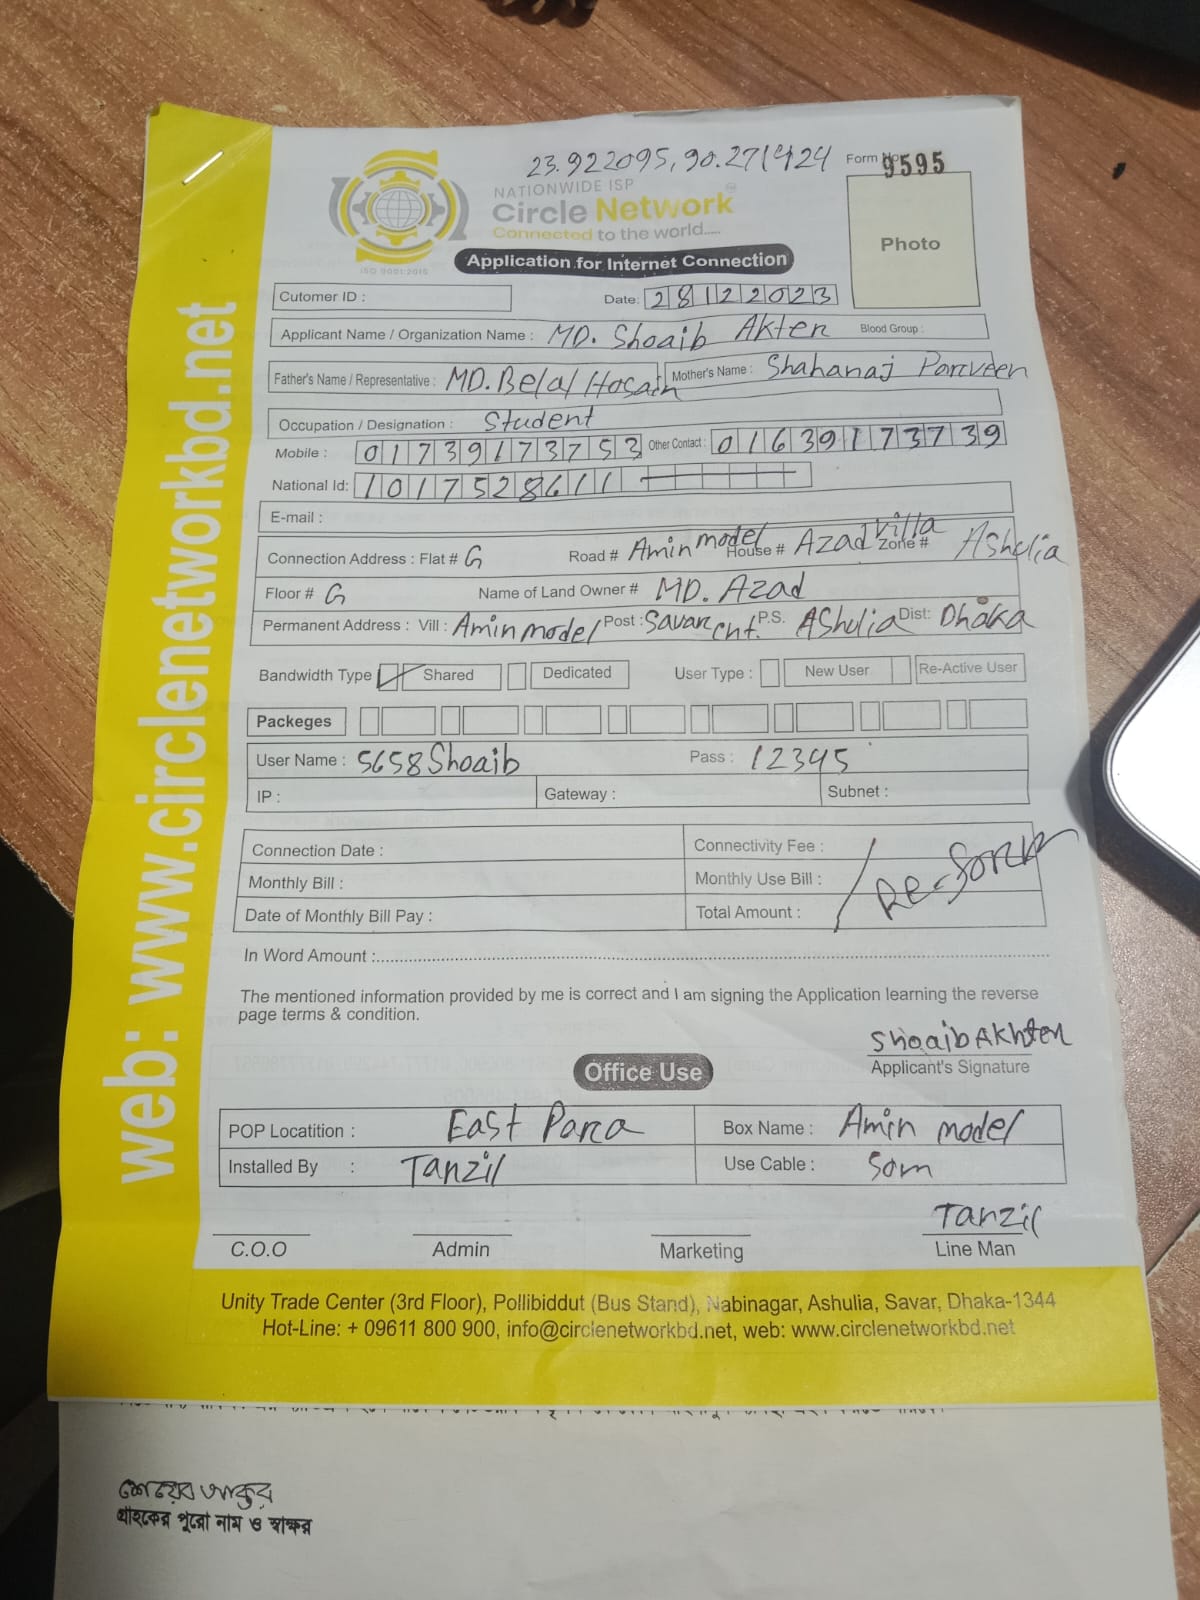 23.922095, 90.271424
Form No 9595
NATIONWIDE ISP
Circle Network
Connected to the world.....
ISO 9001:2015
Application for Internet Connection
Photo
Cutomer ID :
Date: 28122023
Applicant Name / Organization Name : MD. Shoaib Akter Blood Group :
Father's Name / Representative : MD. Belal Hosain Mother's Name : Shahanaj Parveen
Occupation / Designation : Student
Mobile : 01739173753 Other Contact : 01639173739
National Id: 1017528611
E-mail :
Connection Address : Flat # G Road # Amin model House # Azad villa Zone # Ashulia
Floor # G Name of Land Owner # MD. Azad
Permanent Address : Vill : Amin model Post : Savar cnt. P.S. Ashulia Dist: Dhaka
Bandwidth Type Shared Dedicated User Type : New User Re-Active User
Packeges
User Name : 5658Shoaib Pass : 12345
IP : Gateway : Subnet :
Connection Date : Connectivity Fee :
Monthly Bill : Monthly Use Bill :
Date of Monthly Bill Pay : Total Amount :
In Word Amount :
The mentioned information provided by me is correct and I am signing the Application learning the reverse
page terms & condition.
Shoaib Akhter
Applicant's Signature
Office Use
POP Locatition : East Para Box Name : Amin model
Installed By : Tanzil Use Cable : 50m
Tanzil
C.O.O Admin Marketing Line Man
Unity Trade Center (3rd Floor), Pollibiddut (Bus Stand), Nabinagar, Ashulia, Savar, Dhaka-1344
Hot-Line: + 09611 800 900, info@circlenetworkbd.net, web: www.circlenetworkbd.net
web: www.circlenetworkbd.net
শোয়েব আক্তার
গ্রাহকের পুরো নাম ও স্বাক্ষর